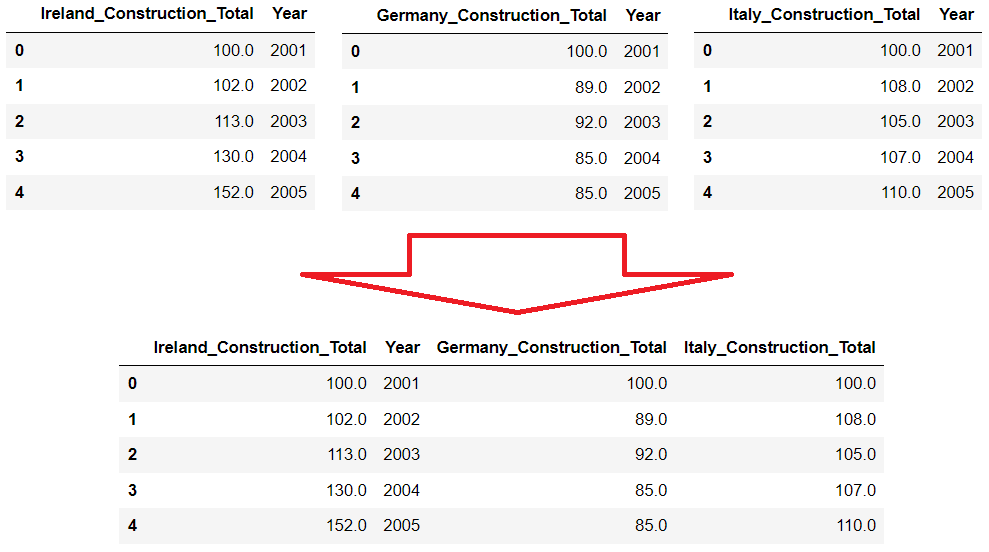 Ireland_Construction_Total Year
0 100.0 2001
1 102.0 2002
2 113.0 2003
3 130.0 2004
4 152.0 2005
Germany_Construction_Total Year
0 100.0 2001
1 89.0 2002
2 92.0 2003
3 85.0 2004
4 85.0 2005
Italy_Construction_Total Year
0 100.0 2001
1 108.0 2002
2 105.0 2003
3 107.0 2004
4 110.0 2005
Ireland_Construction_Total Year Germany_Construction_Total Italy_Construction_Total
0 100.0 2001 100.0 100.0
1 102.0 2002 89.0 108.0
2 113.0 2003 92.0 105.0
3 130.0 2004 85.0 107.0
4 152.0 2005 85.0 110.0